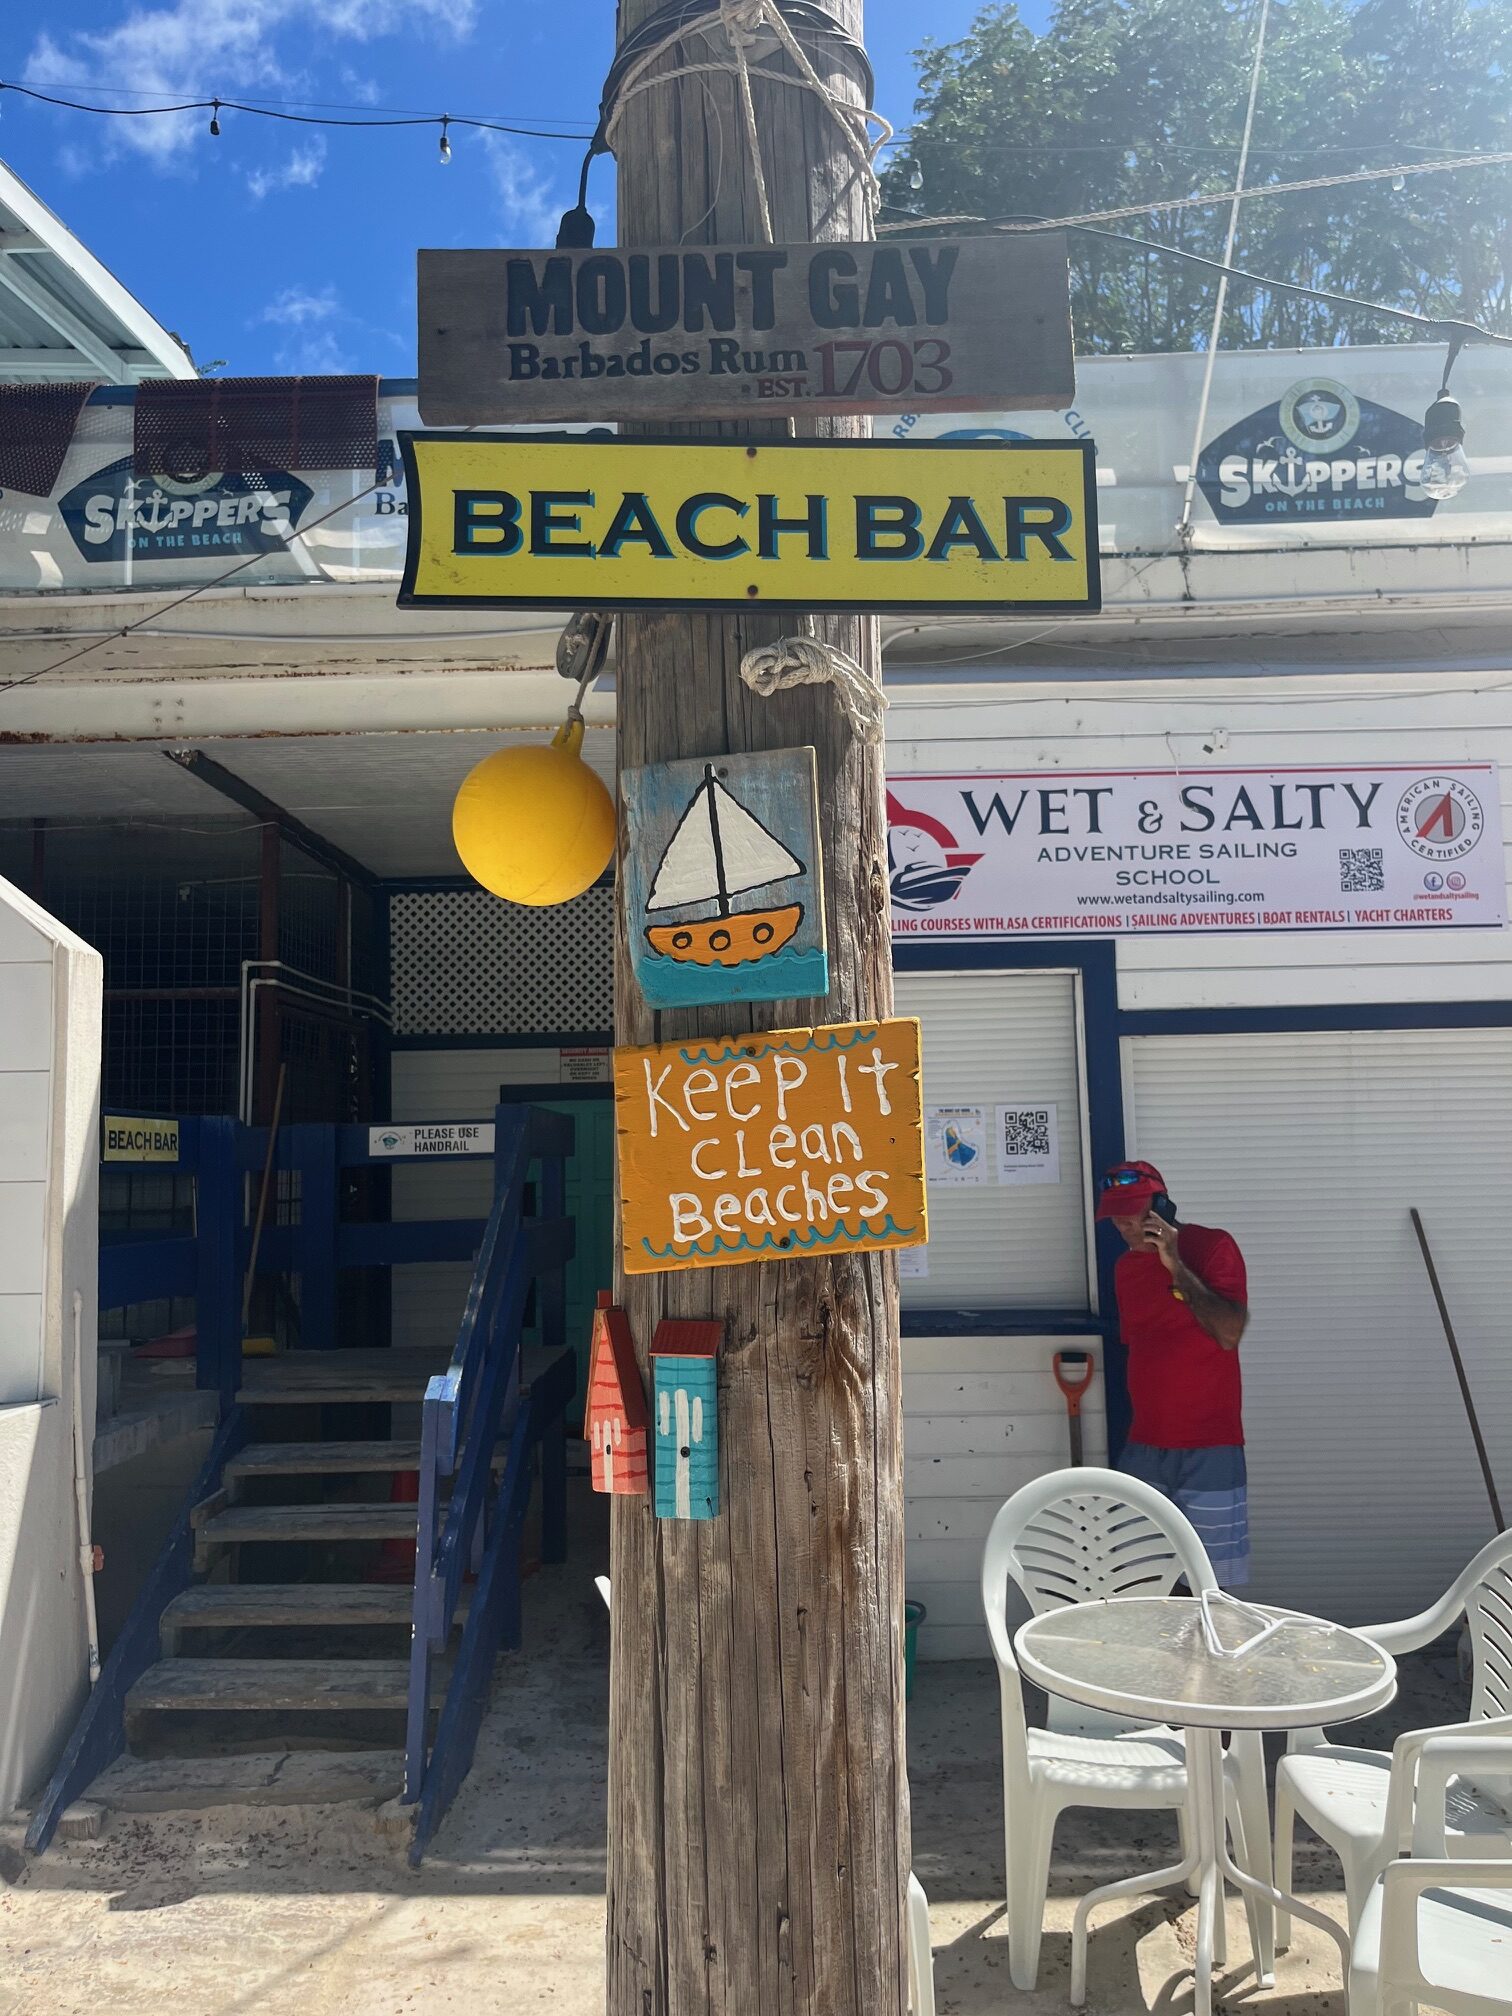 MOUNT GAY
Barbados Rum
EST. 1703
SKIPPERS
ON THE BEACH
BEACH BAR
SKIPPERS
ON THE BEACH
WET & SALTY
ADVENTURE SAILING
SCHOOL
www.wetandsaltysailing.com
AMERICAN SAILING
CERTIFIED
@wetandsaltysailing
LING COURSES WITH ASA CERTIFICATIONS | SAILING ADVENTURES | BOAT RENTALS | YACHT CHARTERS
KeeP It
cLean
Beaches
BEACH BAR
PLEASE USE
HANDRAIL